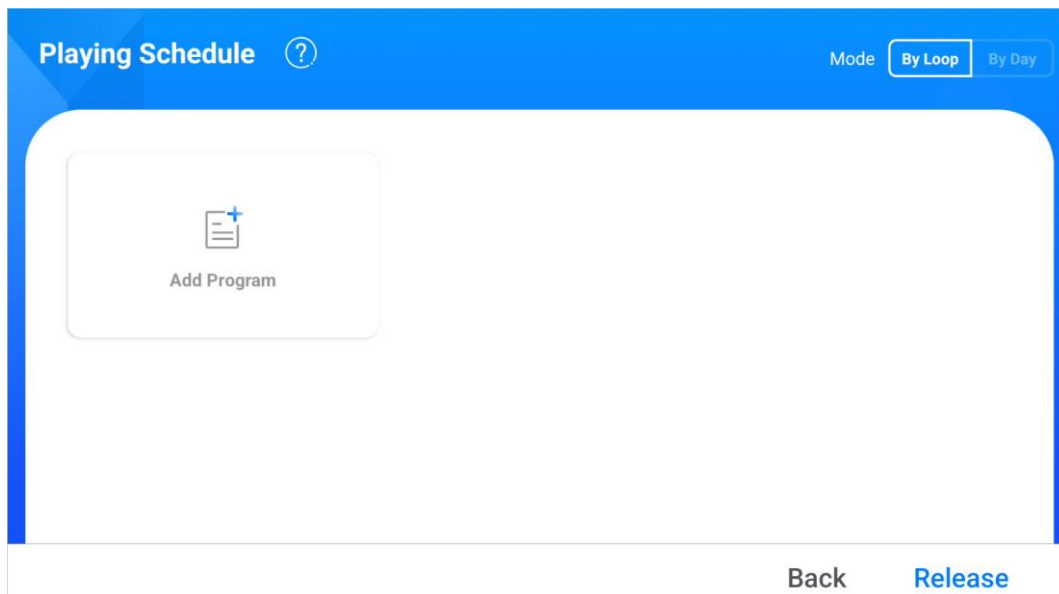 Playing Schedule ?
Mode By Loop By Day
Add Program
Back Release